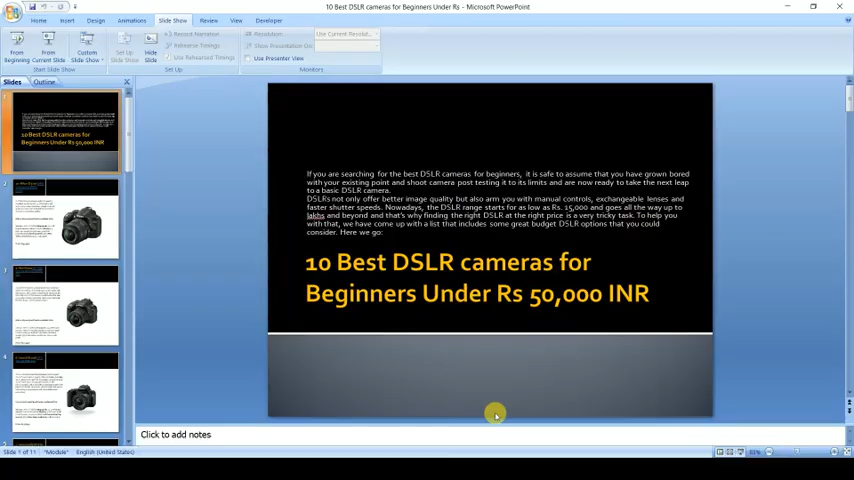 10 Best DSLR cameras for Beginners Under Rs - Microsoft PowerPoint
Home Insert Design Animations Slide Show Review View Developer
From Beginning
From Current Slide
Custom Slide Show
Set Up Slide Show
Hide Slide
Record Narration
Rehearse Timings
Use Rehearsed Timings
Resolution:
Use Current Resolut...
Show Presentation On:
Use Presenter View
Start Slide Show
Set Up
Monitors
Slides Outline
1
10 Best DSLR cameras for
Beginners Under Rs 50,000 INR
2
3
4
5
If you are searching for the best DSLR cameras for beginners, it is safe to assume that you have grown bored
with your existing point and shoot camera post testing it to its limits and are now ready to take the next leap
to a basic DSLR camera.
DSLRs not only offer better image quality but also arm you with manual controls, exchangeable lenses and
faster shutter speeds. Nowadays, the DSLR range starts for as low as Rs. 15,000 and goes all the way up to
lakhs and beyond and that's why finding the right DSLR at the right price is a very tricky task. To help you
with that, we have come up with a list that includes some great budget DSLR options that you could
consider. Here we go:
10 Best DSLR cameras for
Beginners Under Rs 50,000 INR
Click to add notes
Slide 1 of 11 "Module" English (United States)